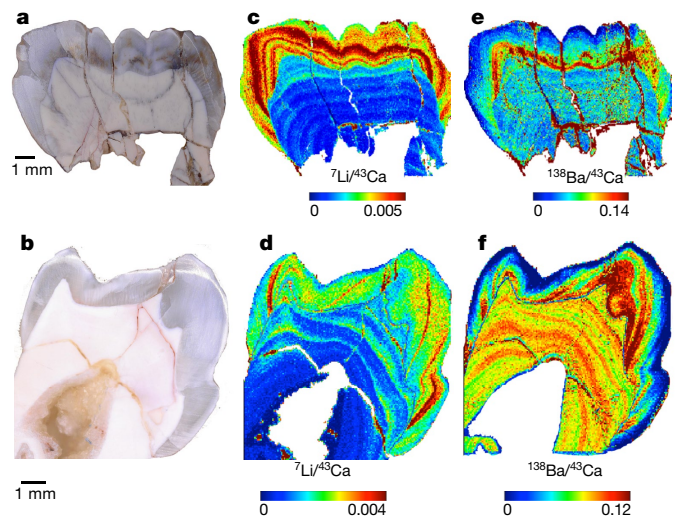 a
c
e
1 mm
⁷Li/⁴³Ca
¹³⁸Ba/⁴³Ca
0 0.005
0 0.14
b
d
f
1 mm
⁷Li/⁴³Ca
¹³⁸Ba/⁴³Ca
0 0.004
0 0.12